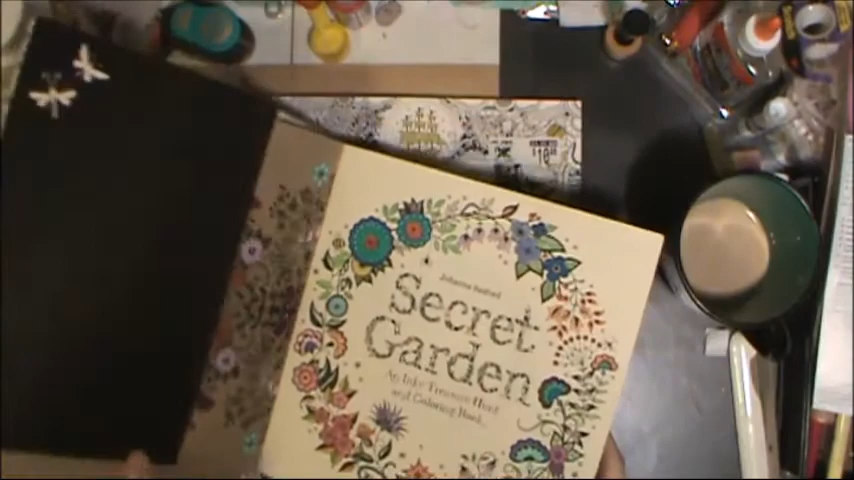 Johanna Basford
Secret
Garden
An Inky Treasure Hunt
and Coloring Book